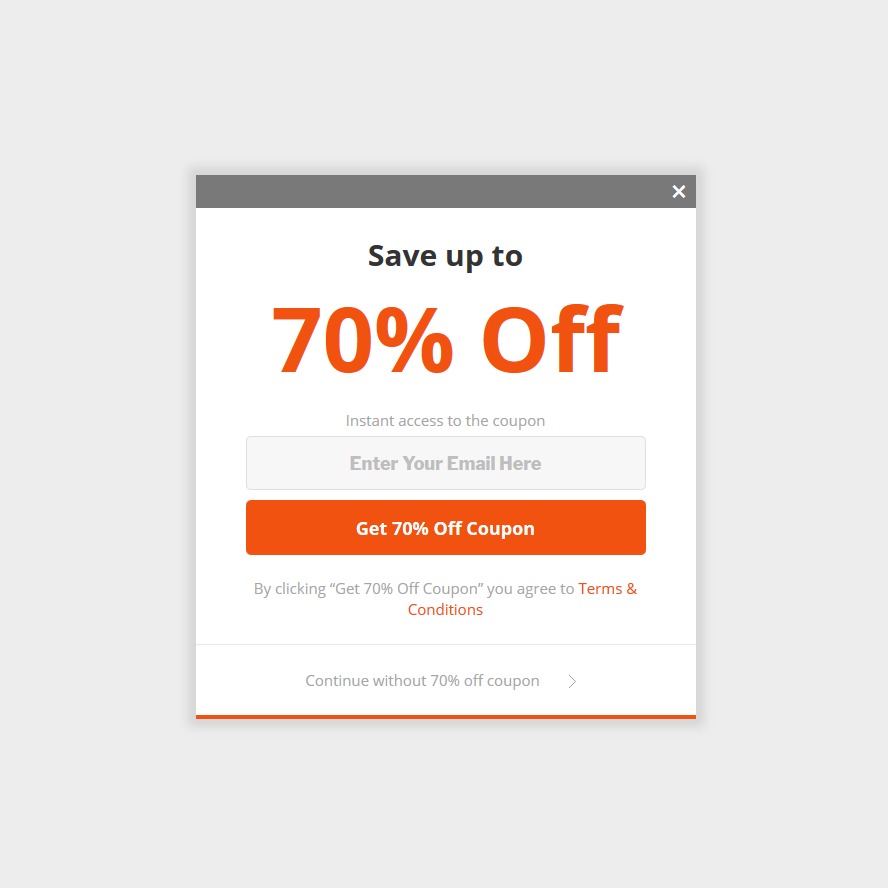 Save up to
70% Off
Instant access to the coupon
Enter Your Email Here
Get 70% Off Coupon
By clicking “Get 70% Off Coupon” you agree to Terms &
Conditions
Continue without 70% off coupon